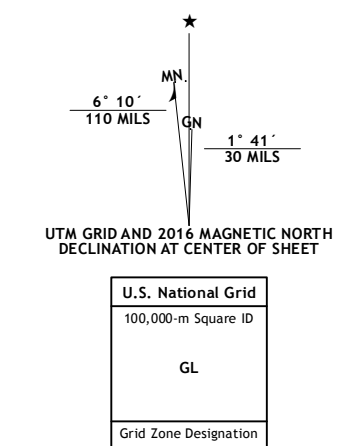 ★
MN.
6° 10´
110 MILS
GN
1° 41´
30 MILS
UTM GRID AND 2016 MAGNETIC NORTH
DECLINATION AT CENTER OF SHEET
U.S. National Grid
100,000-m Square ID
GL
Grid Zone Designation